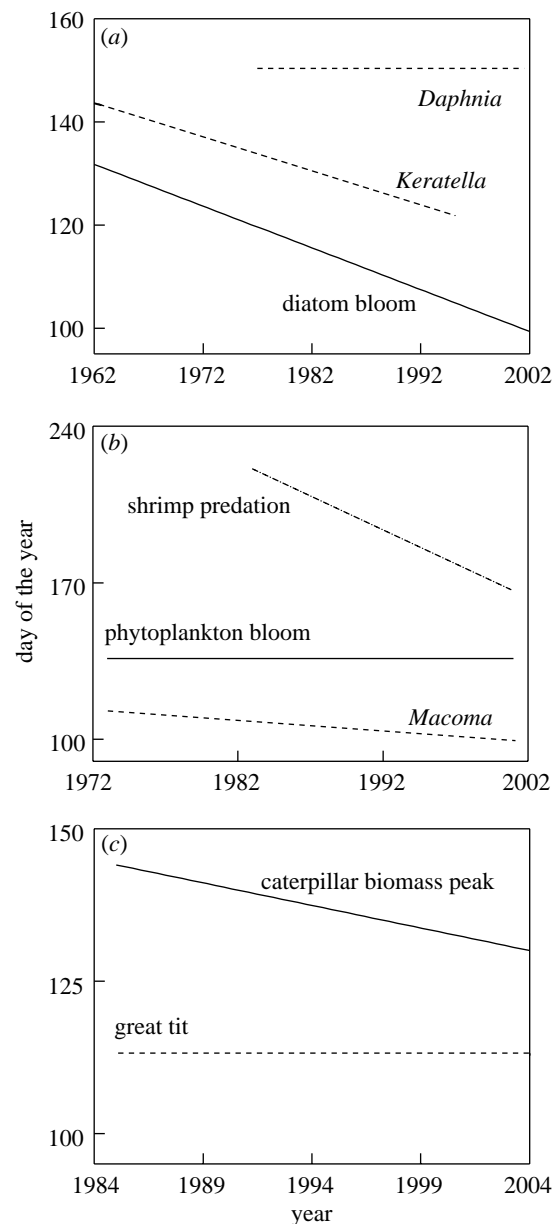 160
(a)
Daphnia
140
Keratella
120
diatom bloom
100
1962 1972 1982 1992 2002
240
(b)
shrimp predation
170
day of the year
phytoplankton bloom
Macoma
100
1972 1982 1992 2002
150
(c)
caterpillar biomass peak
125
great tit
100
1984 1989 1994 1999 2004
year